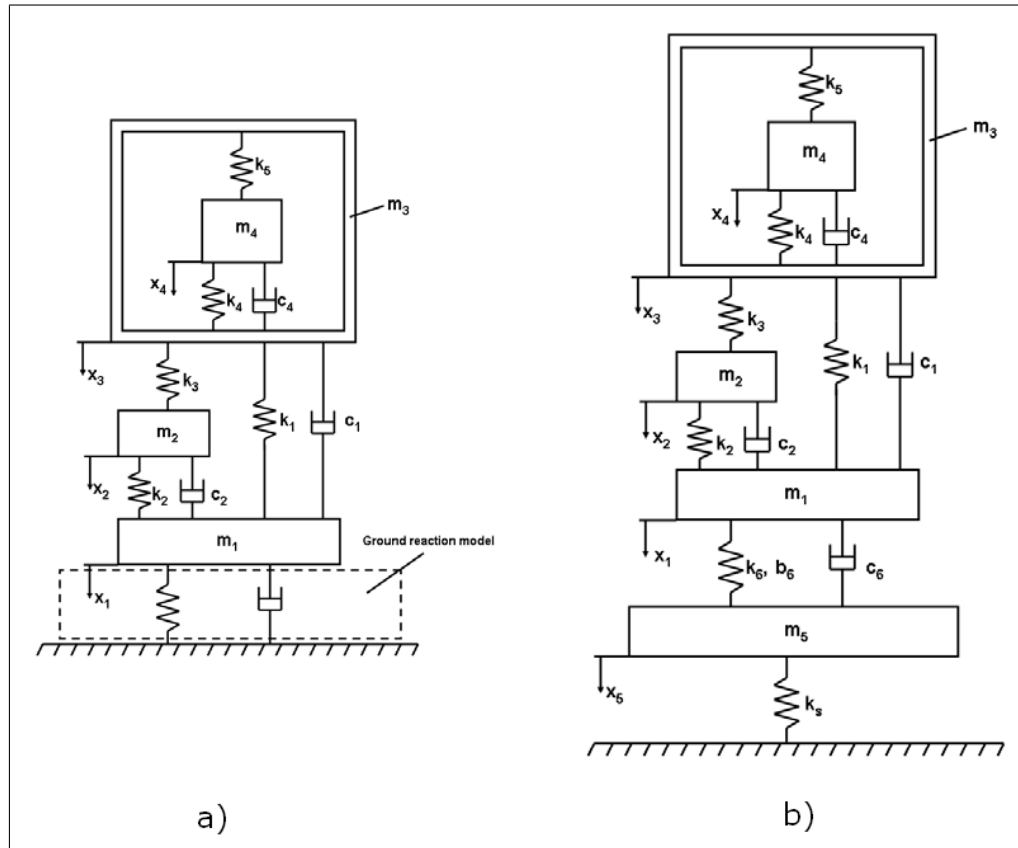 k5
m3
m4
x4
k4
c4
x3
k3
m2
k1
c1
x2
k2
c2
m1
Ground reaction model
x1
a)
k5
m3
m4
x4
k4
c4
x3
k3
m2
k1
c1
x2
k2
c2
m1
x1
k6, b6
c6
m5
x5
ks
b)